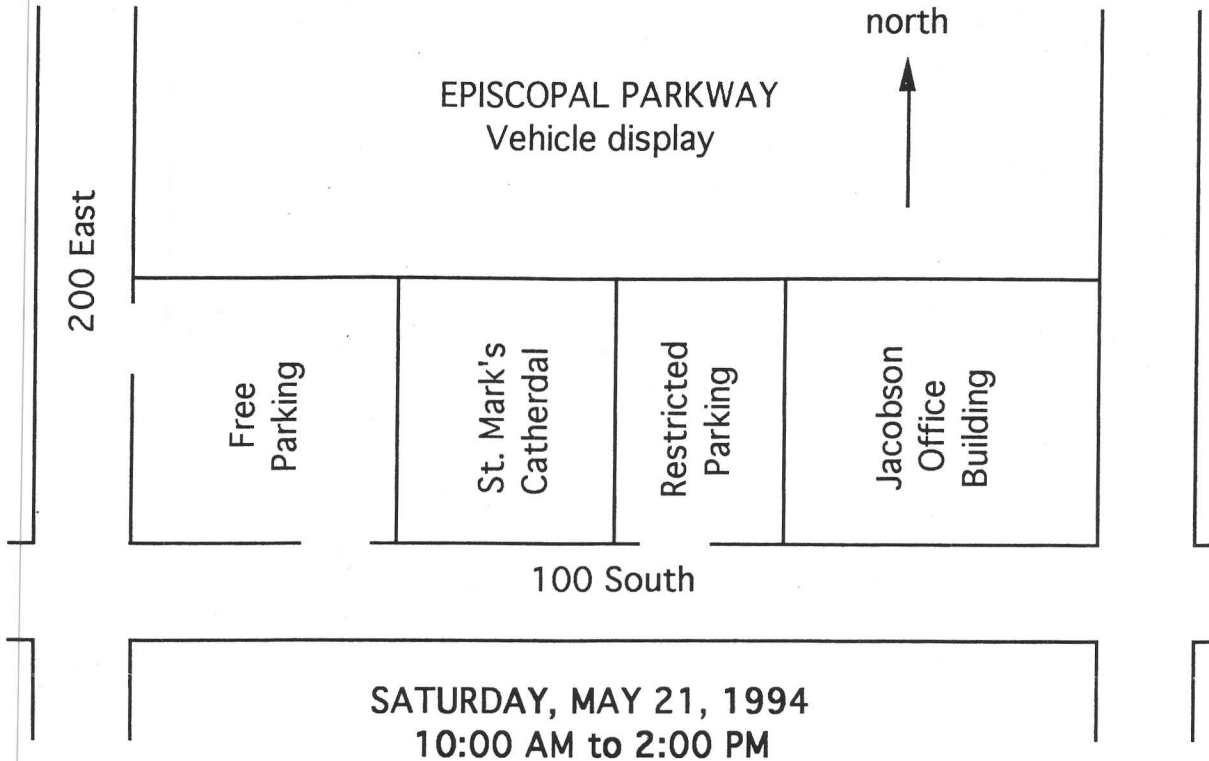 north
EPISCOPAL PARKWAY
Vehicle display
200 East
Free
Parking
St. Mark's
Catherdal
Restricted
Parking
Jacobson
Office
Building
100 South
SATURDAY, MAY 21, 1994
10:00 AM to 2:00 PM